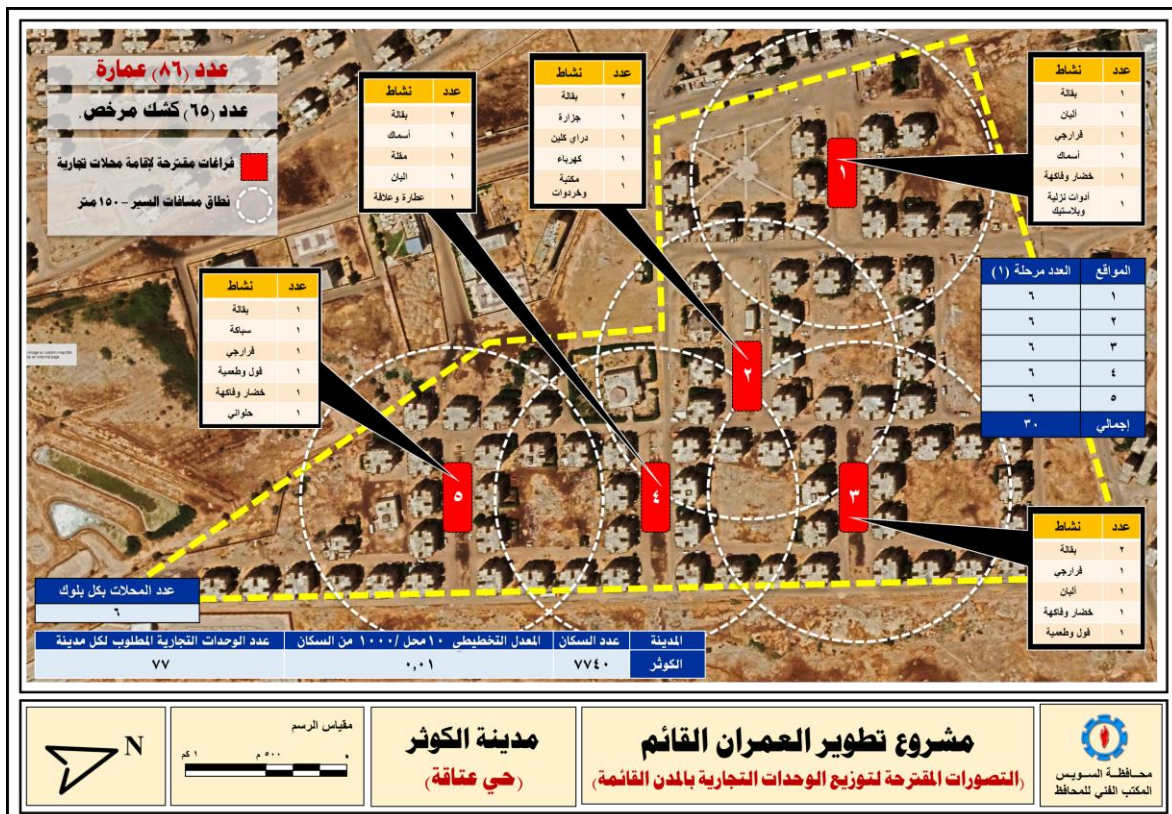 عدد (٨٦) عمارة
عدد (٦٥) كشك مرخص.
فراغات مقترحة لإقامة محلات تجارية
نطاق مسافات السير - ١٥٠ متر
نشاط عدد
بقالة ٢
أسماك ١
مقلة ١
البان ١
عطارة وعلافة ١
نشاط عدد
بقالة ٢
جزارة ١
دراي كلين ١
كهرباء ١
مكتبة وخردوات ١
نشاط عدد
بقالة ١
ألبان ١
فرارجي ١
أسماك ١
خضار وفاكهة ١
أدوات نزلية وبلاستيك ١
١
المواقع العدد مرحلة (١)
١ ٦
٢ ٦
٣ ٦
٤ ٦
٥ ٦
إجمالي ٣٠
نشاط عدد
بقالة ١
سباكة ١
فرارجي ١
فول وطعمية ١
خضار وفاكهة ١
حلواني ١
٢
٣
٤
٥
نشاط عدد
بقالة ٢
فرارجي ١
ألبان ١
خضار وفاكهة ١
فول وطعمية ١
عدد المحلات بكل بلوك
٦
المدينة عدد السكان المعدل التخطيطي ١٠محل /١٠٠٠ من السكان عدد الوحدات التجارية المطلوب لكل مدينة
الكوثر ٧٧٤٠ ٠,٠١ ٧٧
محافظة السويس
المكتب الفني للمحافظ
مشروع تطوير العمران القائم
(التصورات المقترحة لتوزيع الوحدات التجارية بالمدن القائمة)
مدينة الكوثر
(حي عتاقة)
مقياس الرسم
٠ ٥٠٠ م ١ كم
N